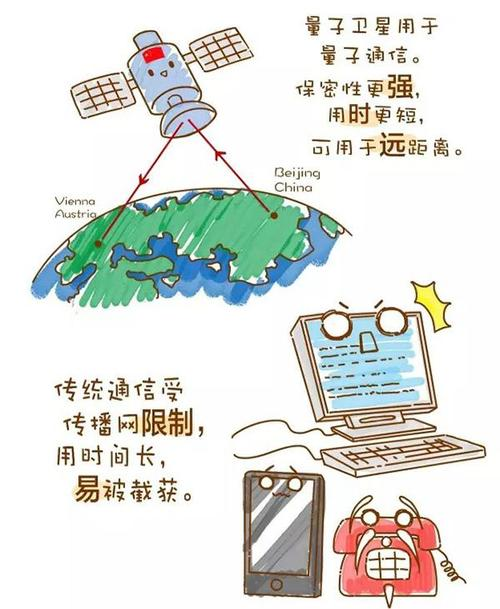 量子卫星用于
量子通信。
保密性更强，
用时更短，
可用于远距离。
Beijing
China
Vienna
Austria
传统通信受
传播网限制，
用时间长，
易被截获。